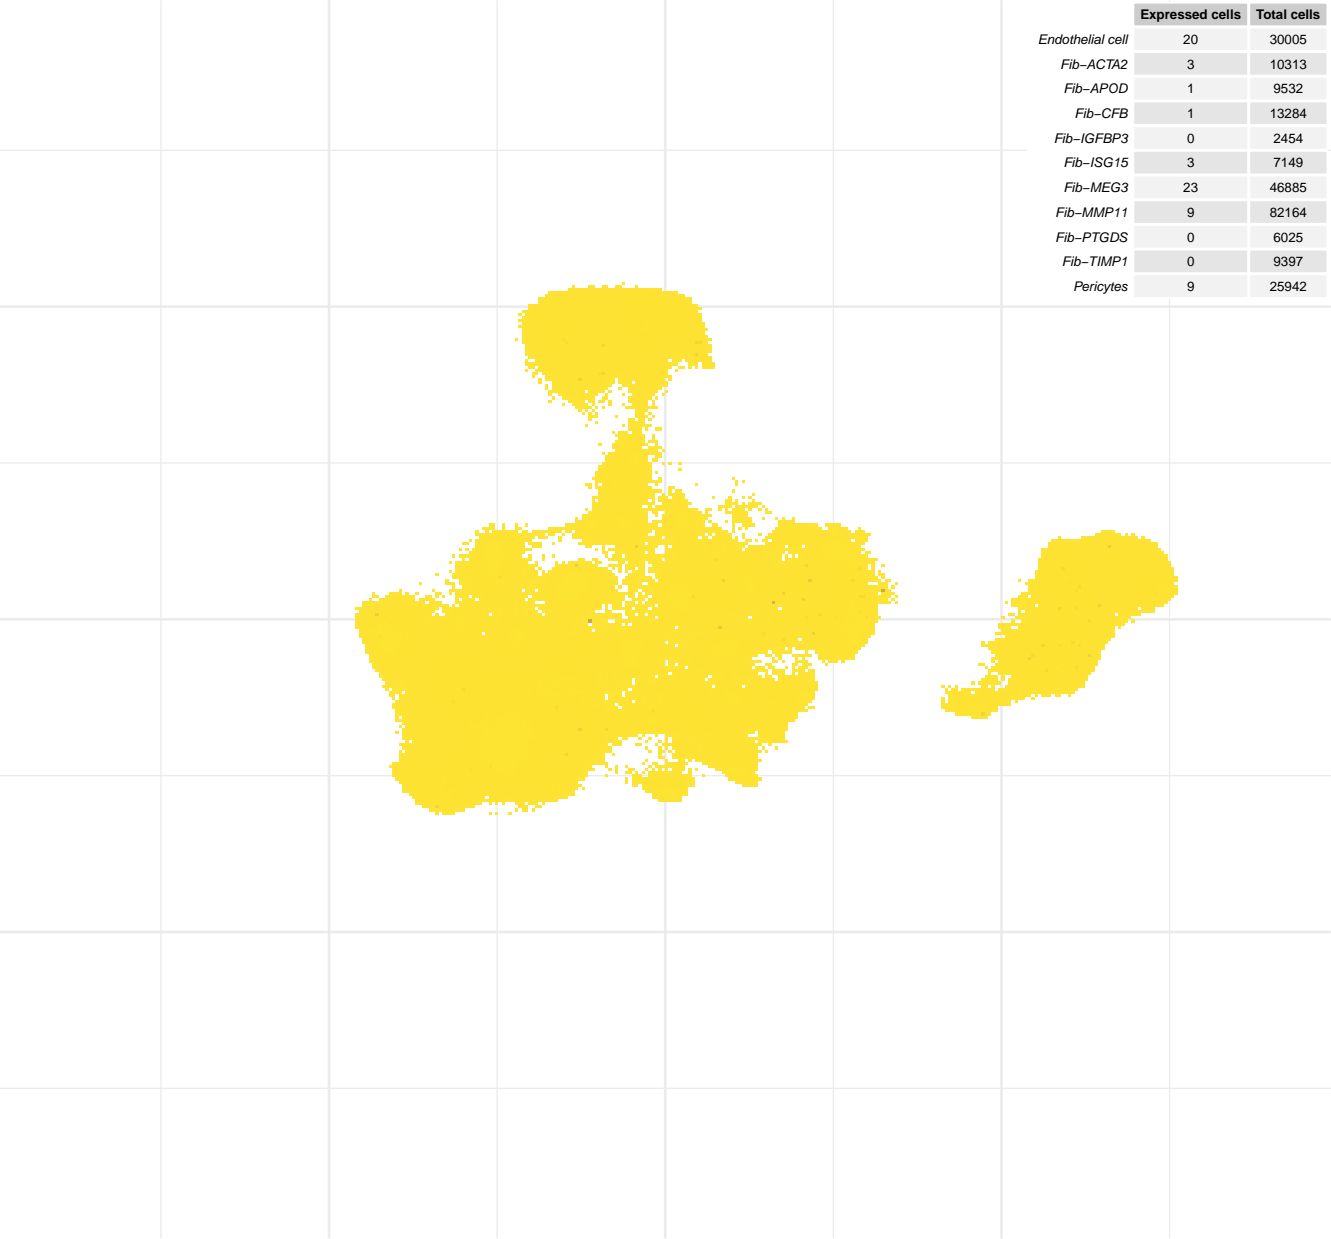 Expressed cells Total cells
Endothelial cell 20 30005
Fib−ACTA2 3 10313
Fib−APOD 1 9532
Fib−CFB 1 13284
Fib−IGFBP3 0 2454
Fib−ISG15 3 7149
Fib−MEG3 23 46885
Fib−MMP11 9 82164
Fib−PTGDS 0 6025
Fib−TIMP1 0 9397
Pericytes 9 25942